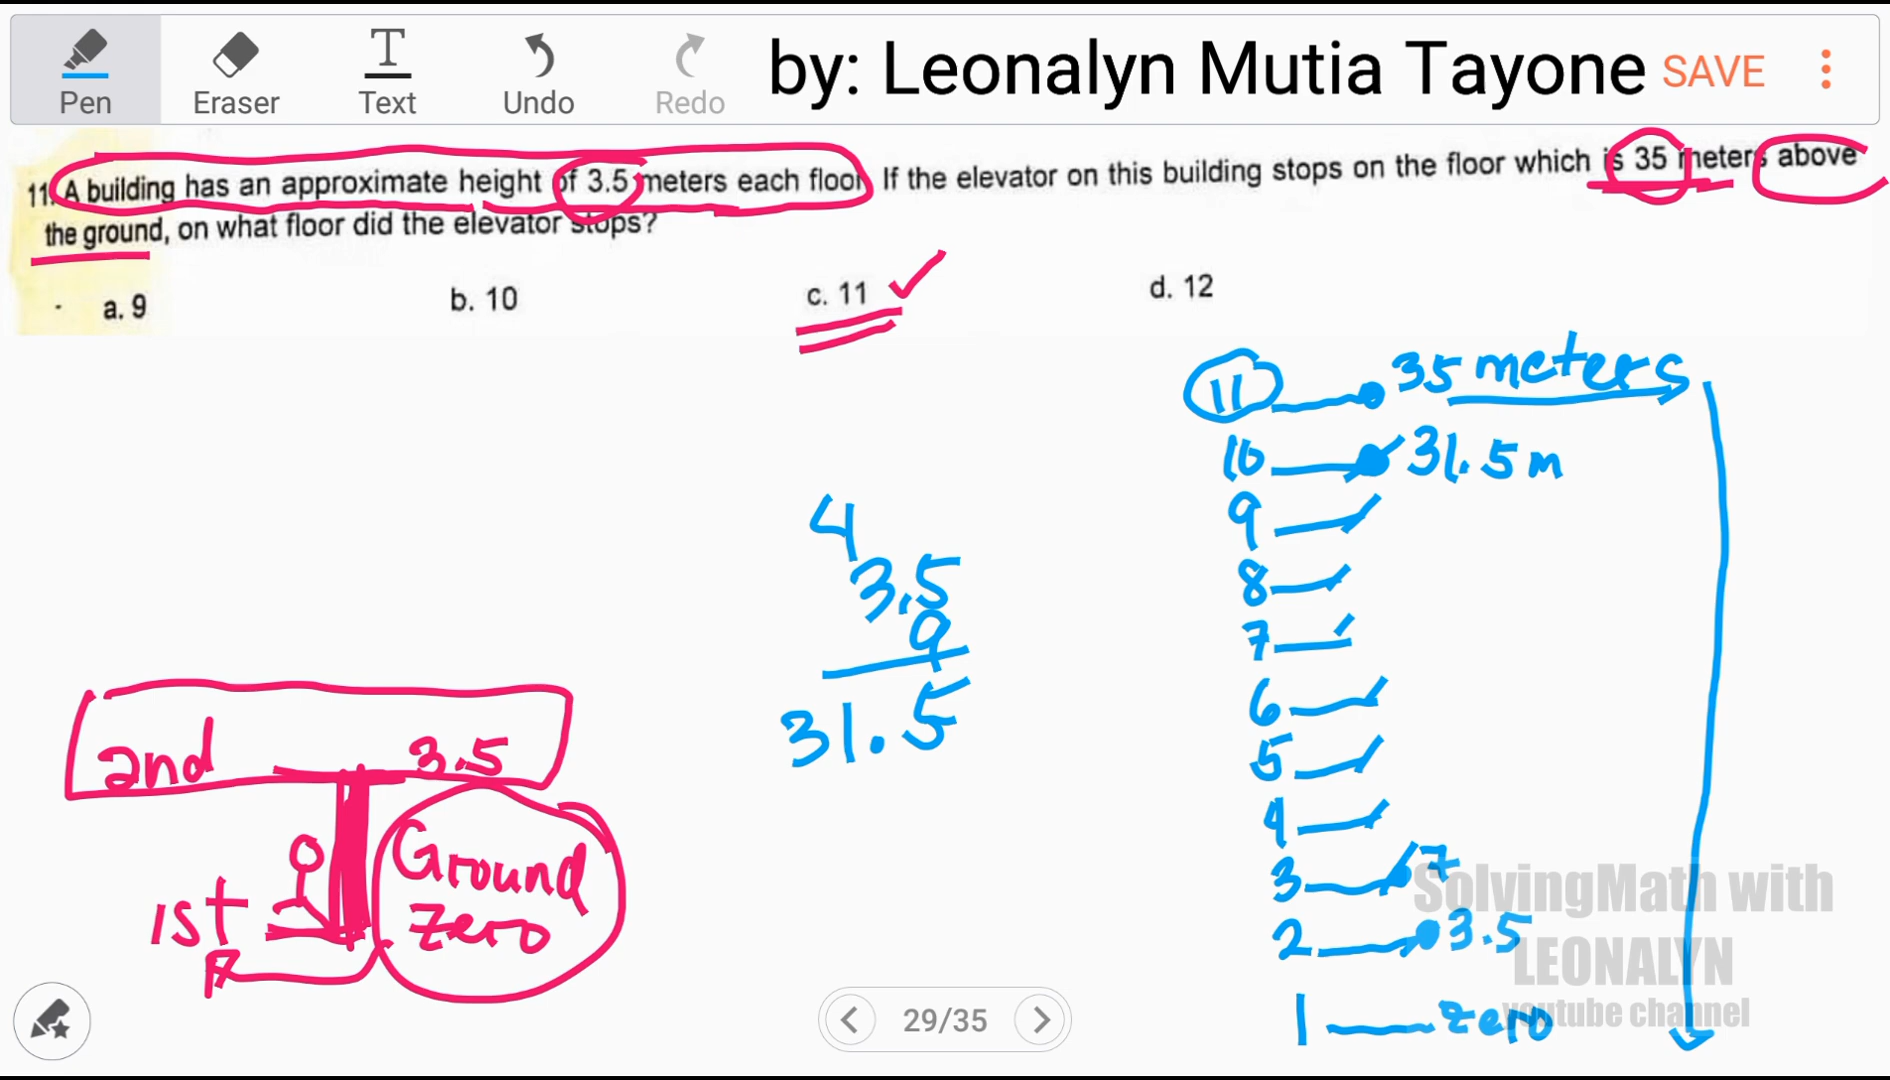 Pen Eraser Text Undo Redo by: Leonalyn Mutia Tayone SAVE
11. A building has an approximate height of 3.5 meters each floor. If the elevator on this building stops on the floor which is 35 meters above
the ground, on what floor did the elevator stops?
a. 9 b. 10 c. 11 d. 12
11 35 meters
10 31.5 m
9
8
7
6
5
4
3 7
2 3.5
1 zero
4
3.5
9
31.5
2nd 3.5
1st Ground
zero
SolvingMath with
LEONALYN
youtube channel
29/35